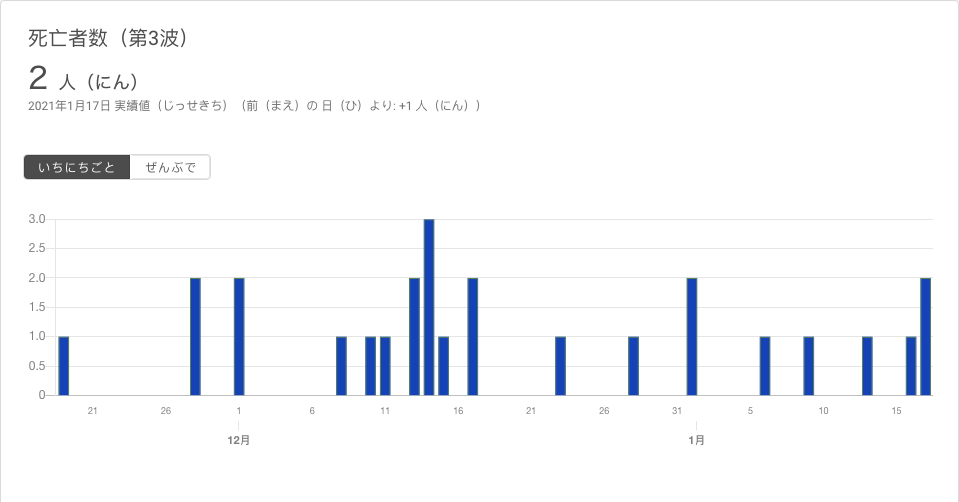 死亡者数（第3波）
2 人（にん）
2021年1月17日 実績値（じっせきち）（前（まえ）の 日（ひ）より: +1 人（にん））
いちにちごと ぜんぶで
3.0
2.5
2.0
1.5
1.0
0.5
0
21 26 1 6 11 16 21 26 31 5 10 15
12月 1月